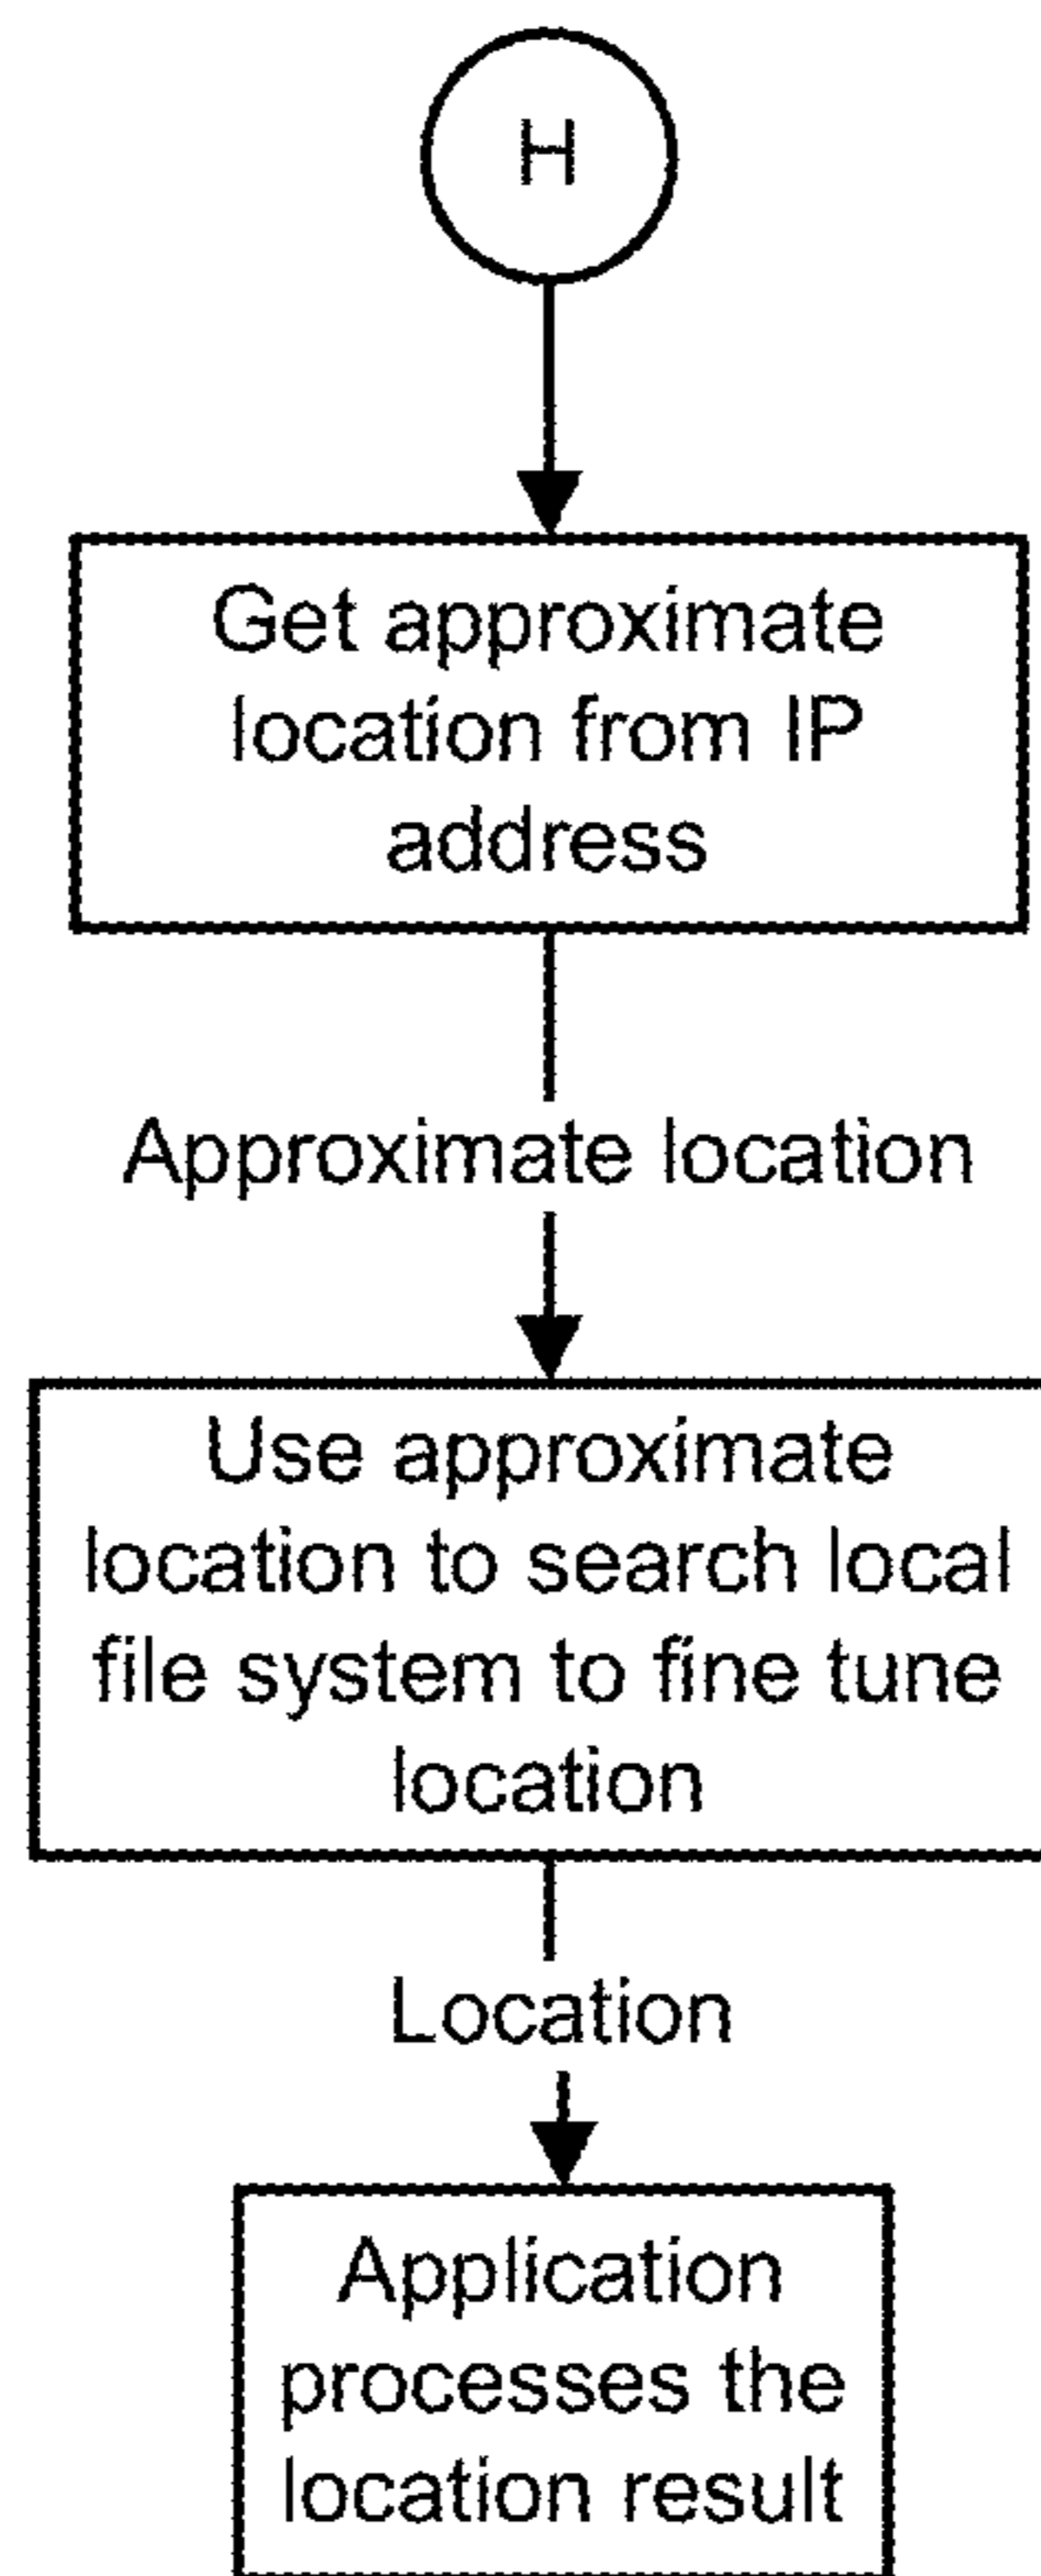 H
Get approximate
location from IP
address
Approximate location
Use approximate
location to search local
file system to fine tune
location
Location
Application
processes the
location result